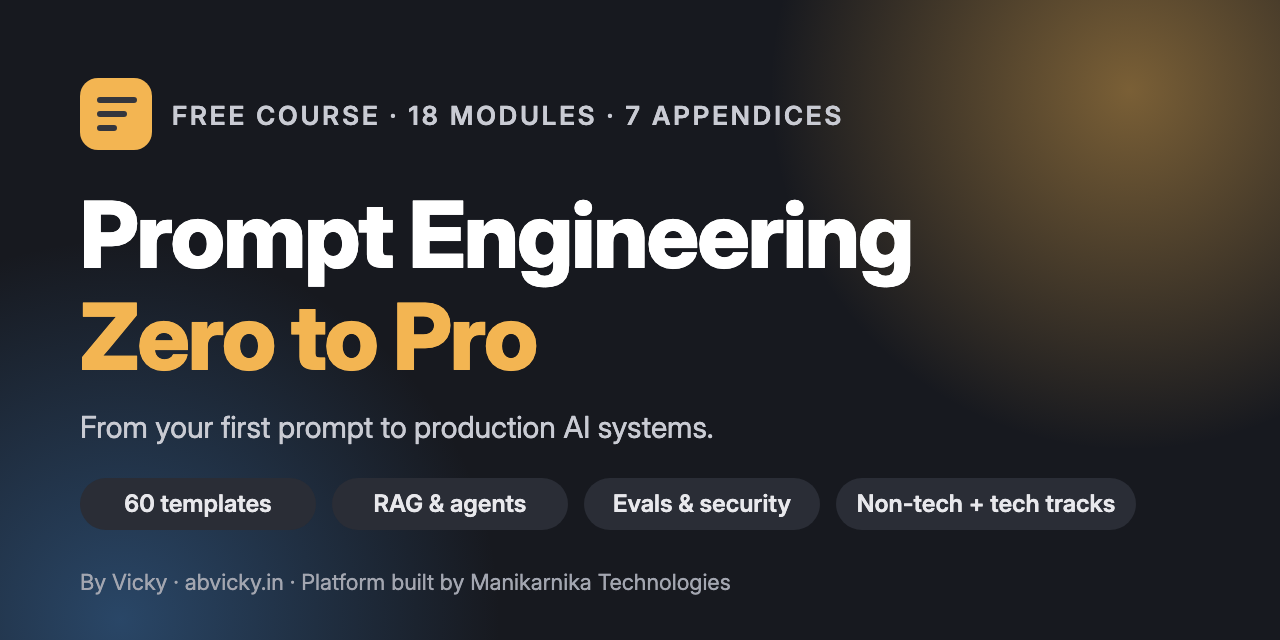 FREE COURSE · 18 MODULES · 7 APPENDICES
Prompt Engineering
Zero to Pro
From your first prompt to production AI systems.
60 templates
RAG & agents
Evals & security
Non-tech + tech tracks
By Vicky · abvicky.in · Platform built by Manikarnika Technologies